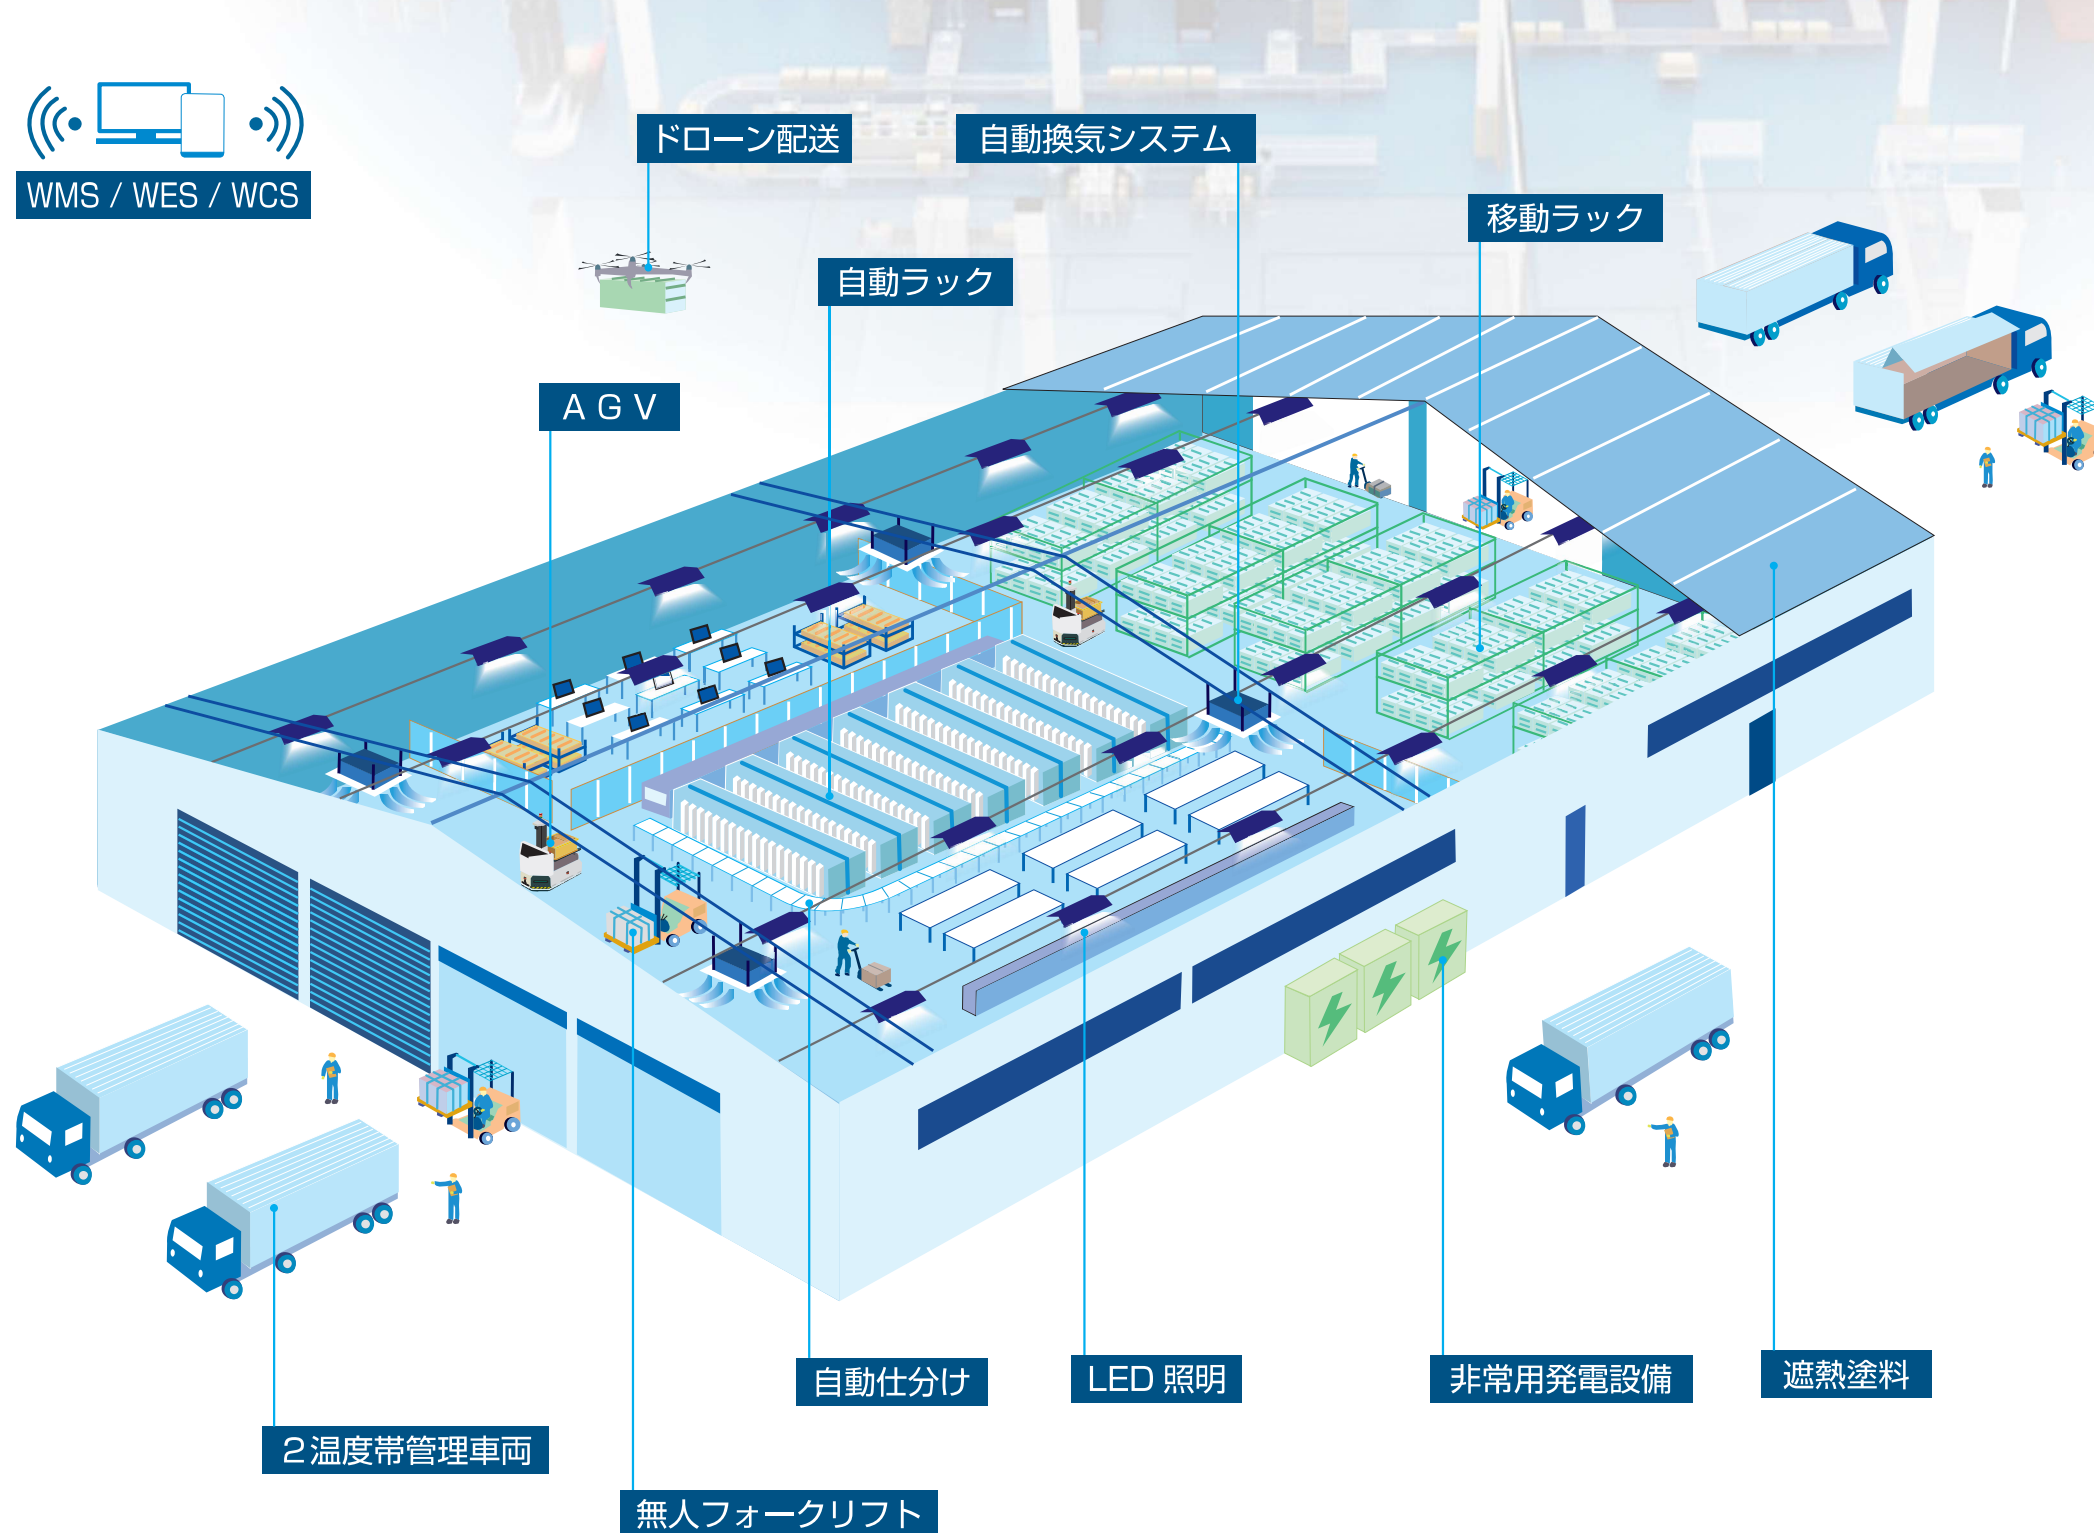 WMS / WES / WCS
ドローン配送
自動換気システム
移動ラック
自動ラック
AGV
自動仕分け
LED 照明
非常用発電設備
遮熱塗料
2温度帯管理車両
無人フォークリフト